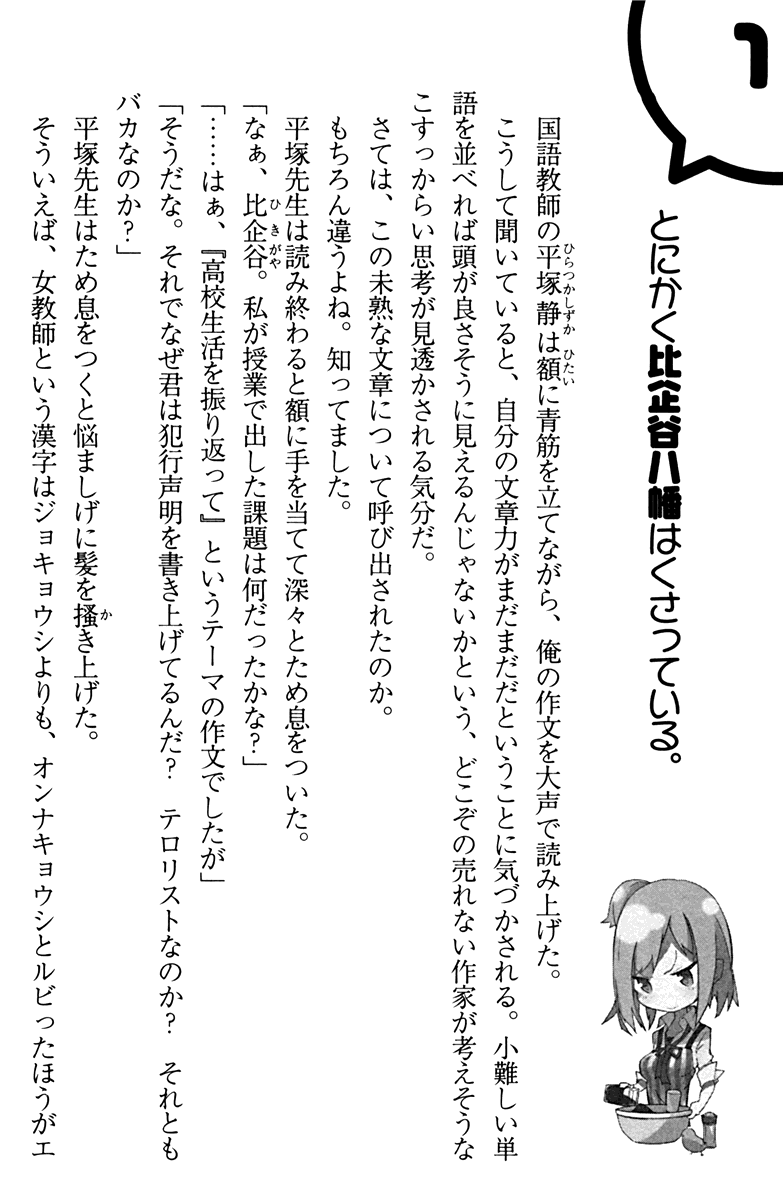 1
とにかく比企谷八幡はくさっている。
国語教師の平塚静は額に青筋を立てながら、俺の作文を大声で読み上げた。
こうして聞いていると、自分の文章力がまだまだだということに気づかされる。小難しい単
語を並べれば頭が良さそうに見えるんじゃないかという、どこぞの売れない作家が考えそうな
こすっからい思考が見透かされる気分だ。
さては、この未熟な文章について呼び出されたのか。
もちろん違うよね。知ってました。
平塚先生は読み終わると額に手を当てて深々とため息をついた。
「なぁ、比企谷。私が授業で出した課題は何だったかな？」
「……はぁ、『高校生活を振り返って』というテーマの作文でしたが」
「そうだな。それでなぜ君は犯行声明を書き上げてるんだ？　テロリストなのか？　それとも
バカなのか？」
平塚先生はため息をつくと悩ましげに髪を掻き上げた。
そういえば、女教師という漢字はジョキョウシよりも、オンナキョウシとルビったほうがエ